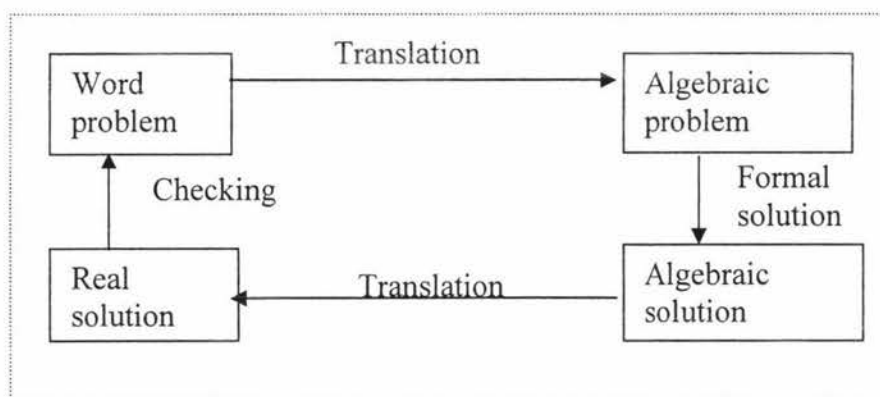 Translation
Word
problem
Algebraic
problem
Checking
Formal
solution
Real
solution
Translation
Algebraic
solution